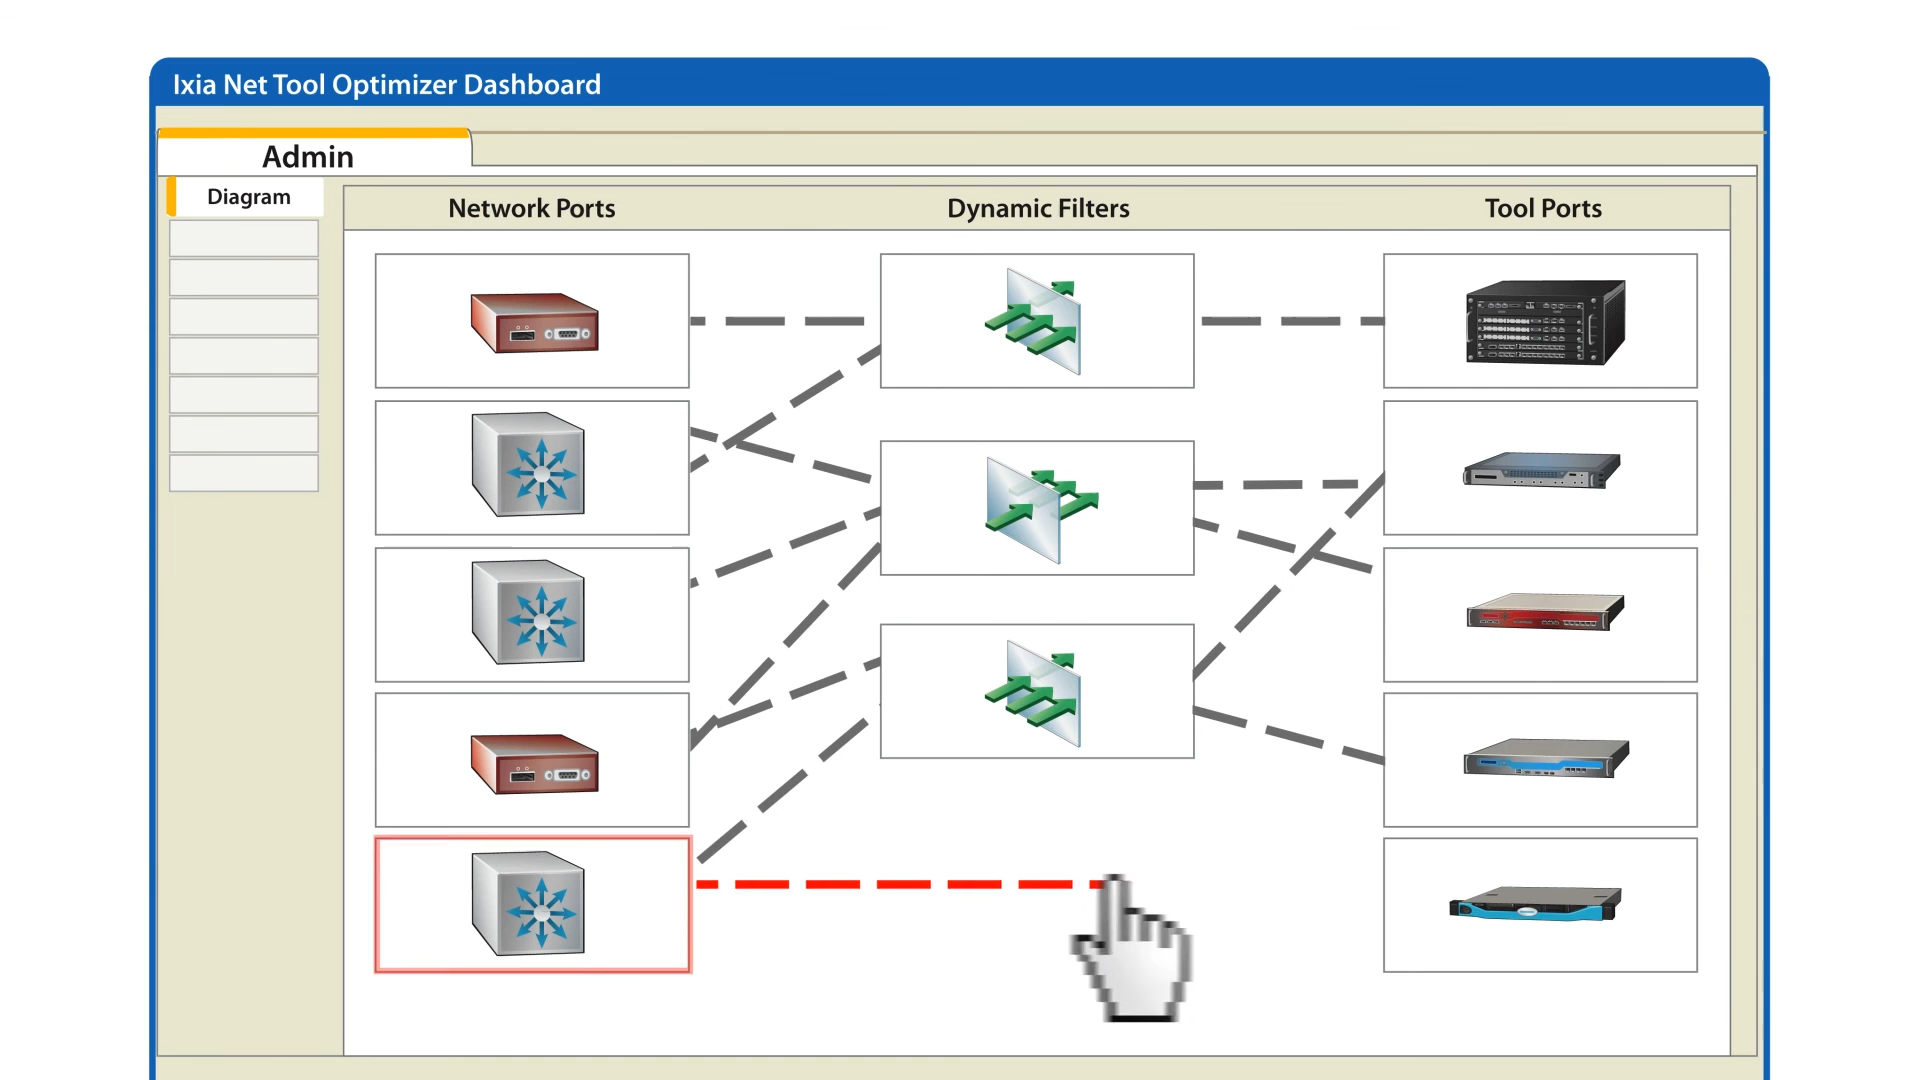 Ixia Net Tool Optimizer Dashboard
Admin
Diagram
Network Ports
Dynamic Filters
Tool Ports